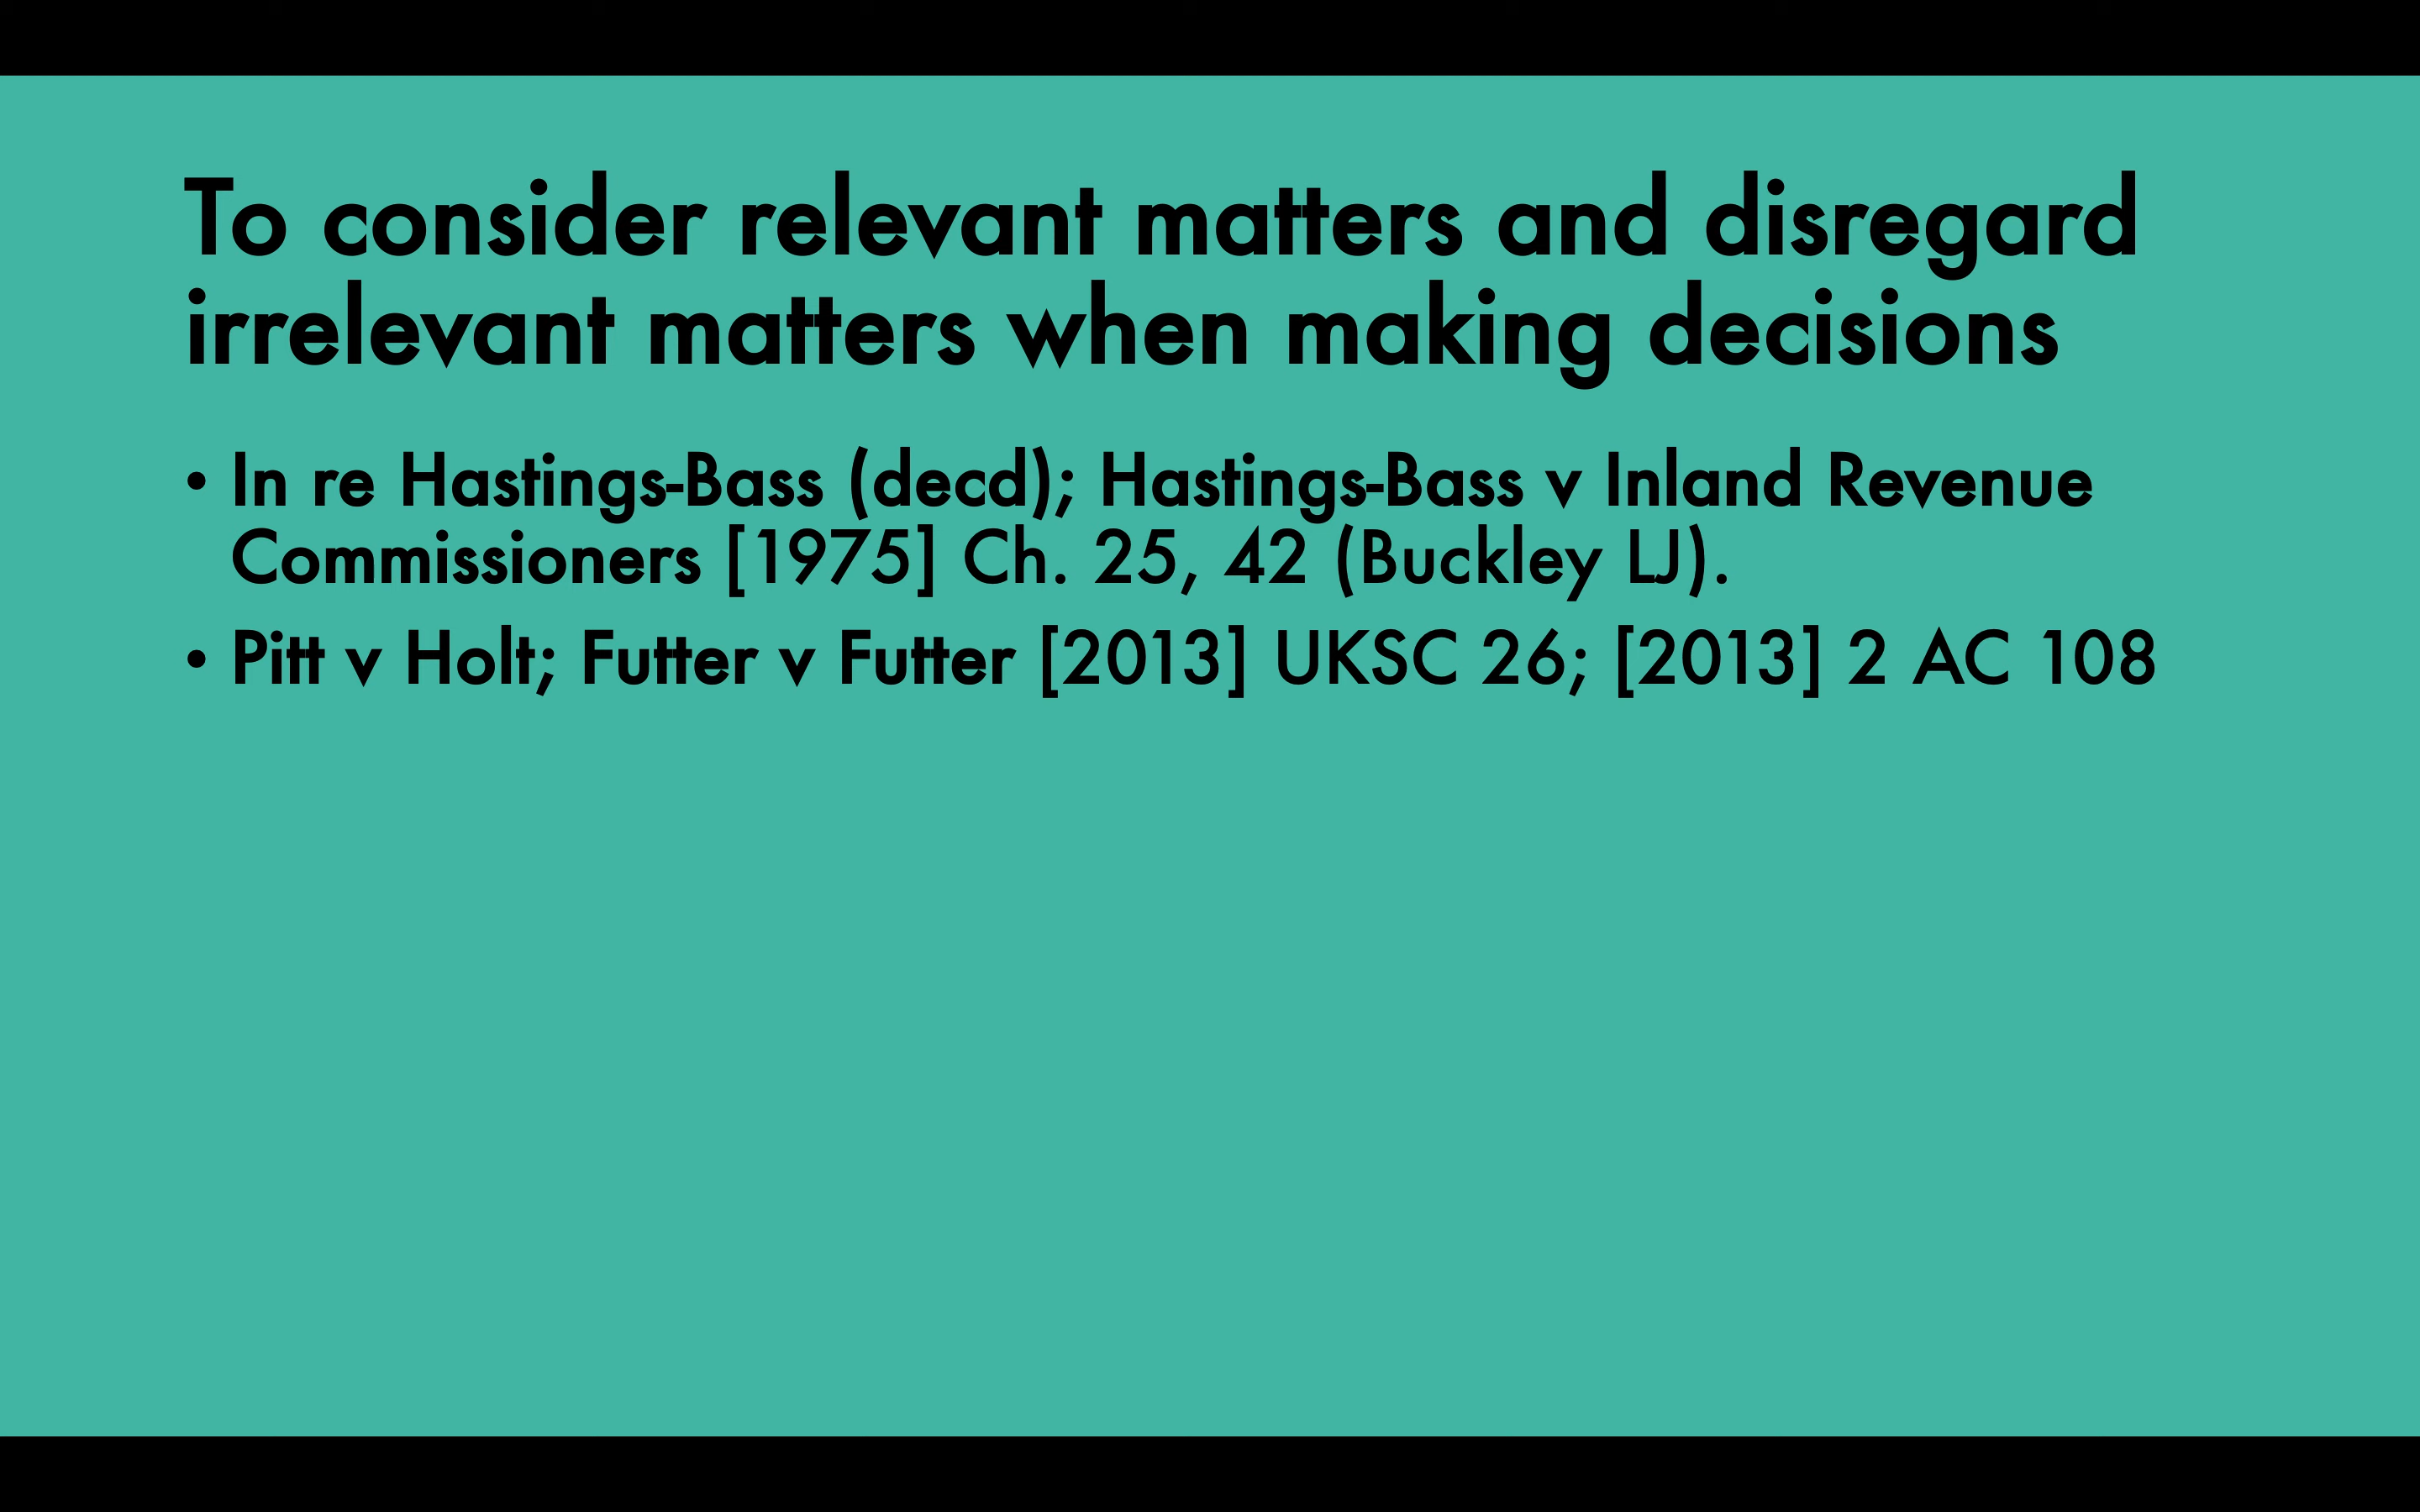 To consider relevant matters and disregard
irrelevant matters when making decisions
• In re Hastings-Bass (decd); Hastings-Bass v Inland Revenue
Commissioners [1975] Ch. 25, 42 (Buckley LJ).
• Pitt v Holt; Futter v Futter [2013] UKSC 26; [2013] 2 AC 108